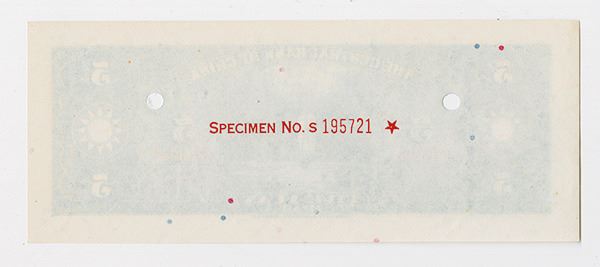 SPECIMEN NO. S 195721 ★